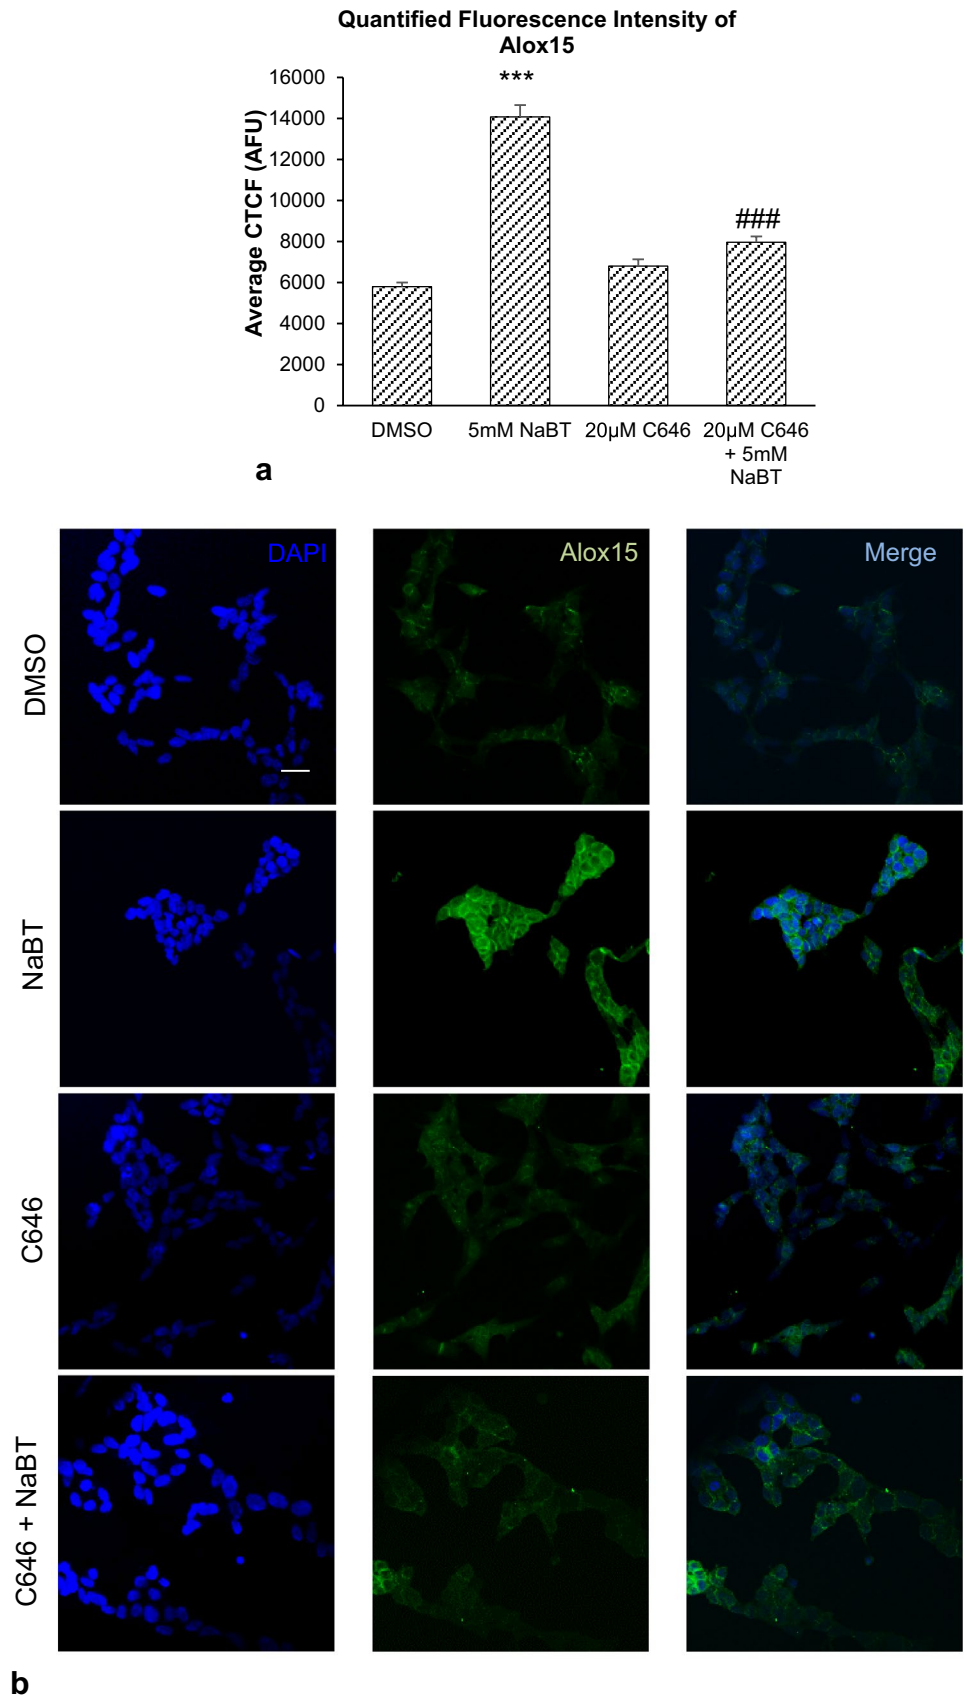 Quantified Fluorescence Intensity of
Alox15
***
###
Average CTCF (AFU)
16000
14000
12000
10000
8000
6000
4000
2000
0
DMSO
5mM NaBT
20µM C646
20µM C646
+ 5mM
NaBT
a
DAPI
Alox15
Merge
DMSO
NaBT
C646
C646 + NaBT
b